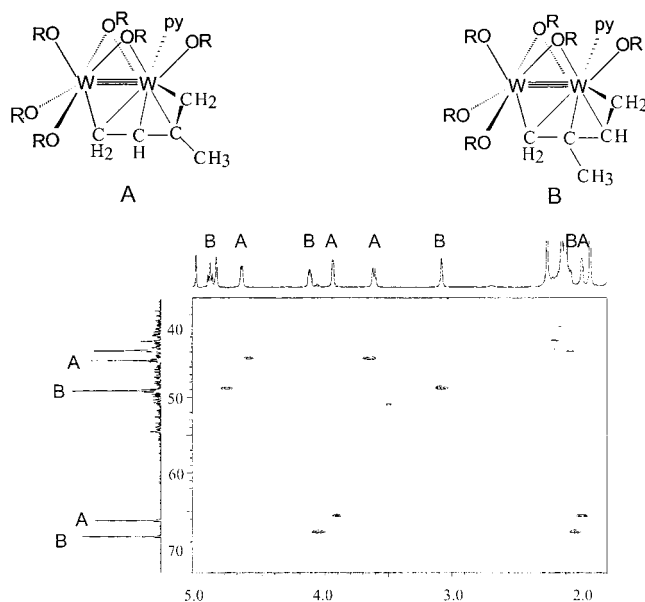 RO OR OR py OR
W W
CH2
RO
RO C C C
H2 H CH3
A
RO OR OR py OR
W W
CH2
RO
RO C C CH
H2
CH3
B
B A B A A B B A
40
A
B
50
60
A
B
70
5.0 4.0 3.0 2.0